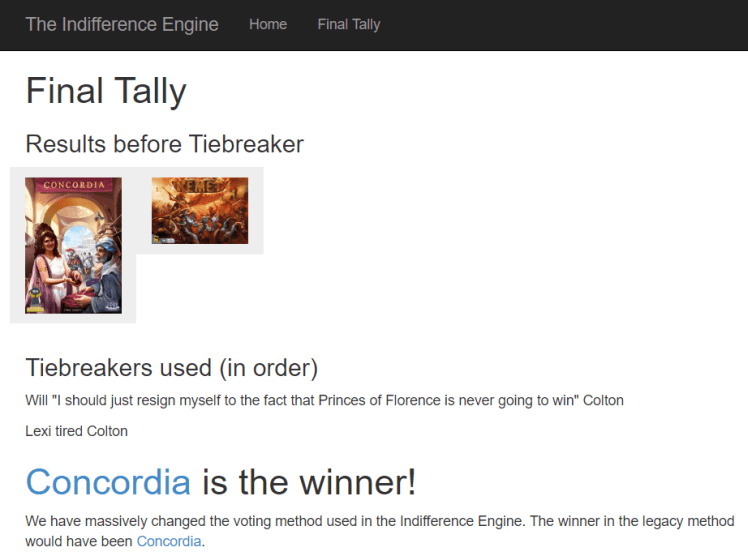 The Indifference Engine Home Final Tally
Final Tally
Results before Tiebreaker
CONCORDIA
KEMET
Tiebreakers used (in order)
Will "I should just resign myself to the fact that Princes of Florence is never going to win" Colton
Lexi tired Colton
Concordia is the winner!
We have massively changed the voting method used in the Indifference Engine. The winner in the legacy method
would have been Concordia.